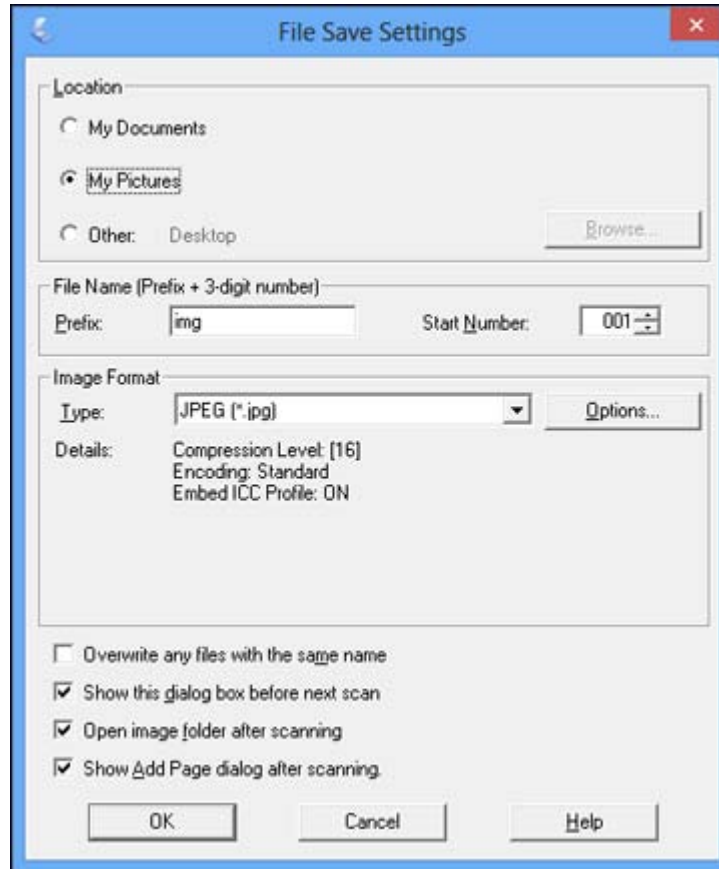 File Save Settings
Location
My Documents
My Pictures
Other: Desktop Browse...
File Name (Prefix + 3-digit number)
Prefix: img Start Number: 001
Image Format
Type: JPEG (*.jpg) Options...
Details: Compression Level: [16]
Encoding: Standard
Embed ICC Profile: ON
Overwrite any files with the same name
Show this dialog box before next scan
Open image folder after scanning
Show Add Page dialog after scanning.
OK Cancel Help